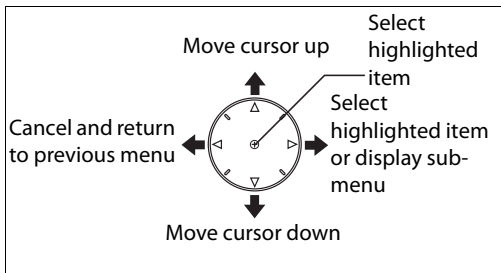 Move cursor up
Select
highlighted
item
Cancel and return
to previous menu
Select
highlighted item
or display sub-
menu
Move cursor down